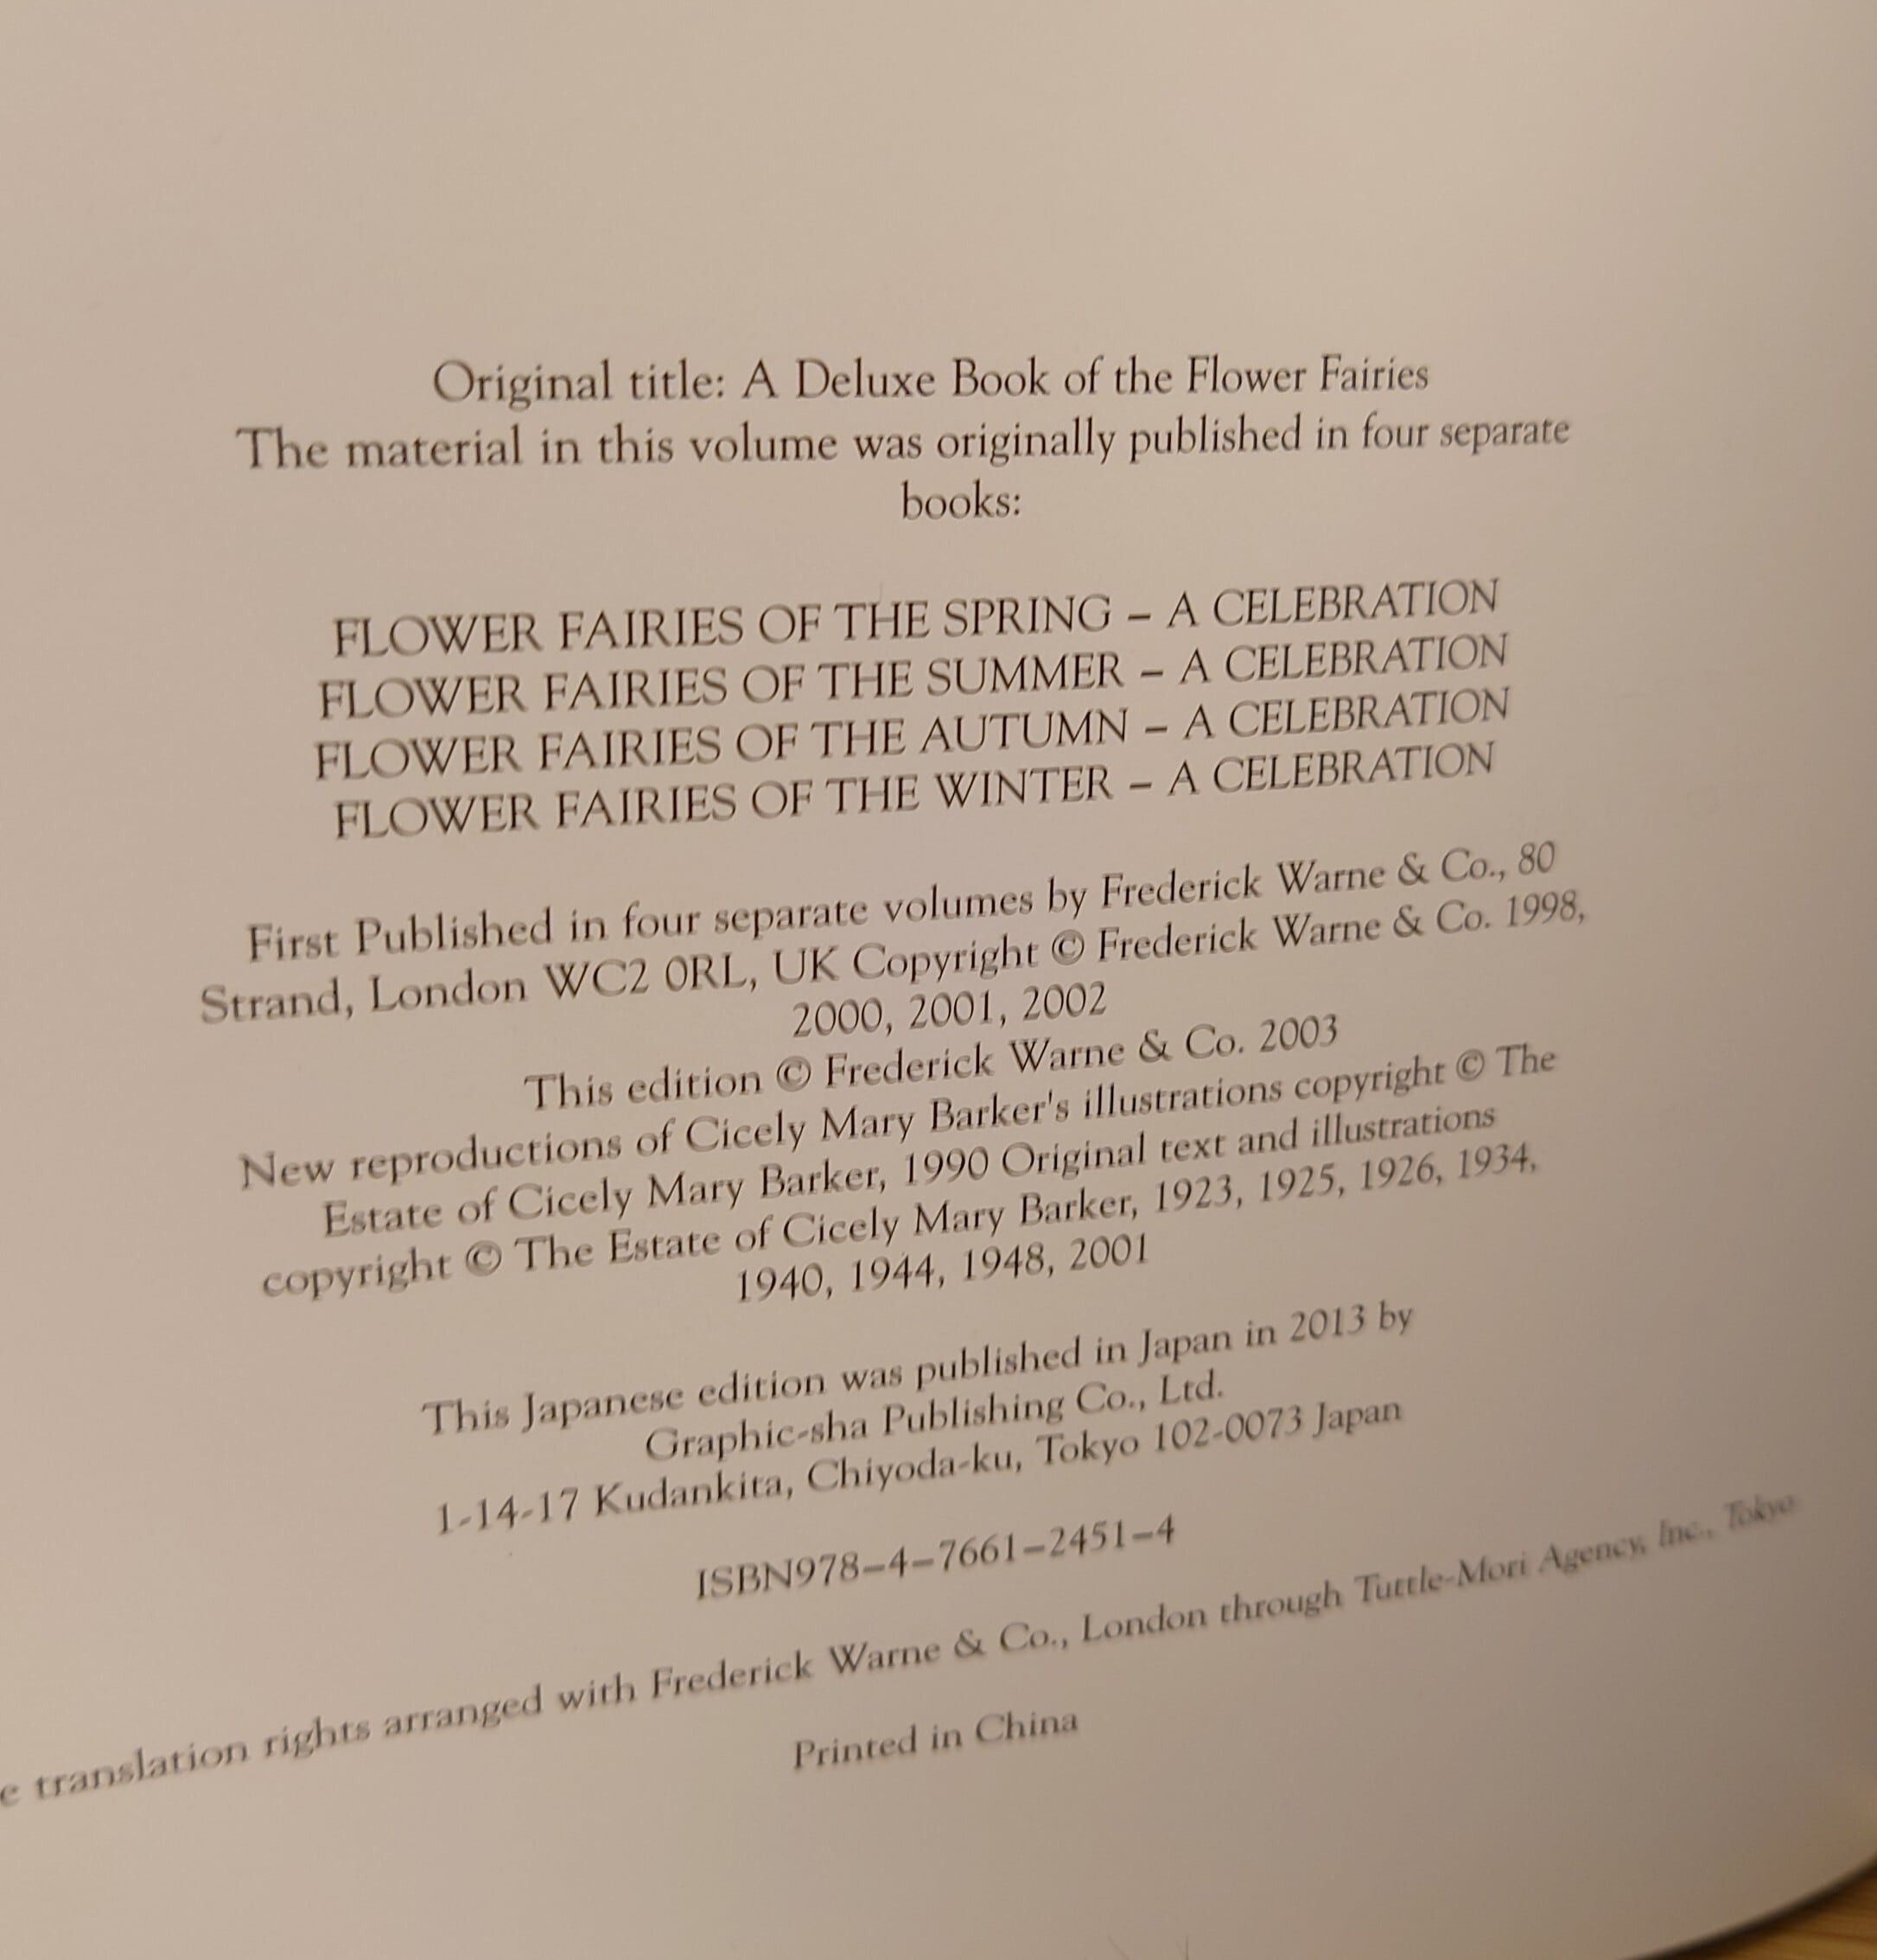 Original title: A Deluxe Book of the Flower Fairies
The material in this volume was originally published in four separate
books:
FLOWER FAIRIES OF THE SPRING – A CELEBRATION
FLOWER FAIRIES OF THE SUMMER – A CELEBRATION
FLOWER FAIRIES OF THE AUTUMN – A CELEBRATION
FLOWER FAIRIES OF THE WINTER – A CELEBRATION
First Published in four separate volumes by Frederick Warne & Co., 80
Strand, London WC2 0RL, UK Copyright © Frederick Warne & Co. 1998,
2000, 2001, 2002
This edition © Frederick Warne & Co. 2003
New reproductions of Cicely Mary Barker's illustrations copyright © The
Estate of Cicely Mary Barker, 1990 Original text and illustrations
copyright © The Estate of Cicely Mary Barker, 1923, 1925, 1926, 1934,
1940, 1944, 1948, 2001
This Japanese edition was published in Japan in 2013 by
Graphic-sha Publishing Co., Ltd.
1-14-17 Kudankita, Chiyoda-ku, Tokyo 102-0073 Japan
ISBN978–4–7661–2451–4
translation rights arranged with Frederick Warne & Co., London through Tuttle-Mori Agency, Inc., Tokyo
Printed in China